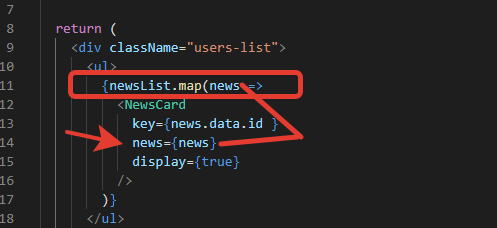 7
8 return (
9 <div className="users-list">
10 <ul>
11 {newsList.map(news =>
12 <NewsCard
13 key={news.data.id }
14 news={news}
15 display={true}
16 />
17 )}
18 </ul>